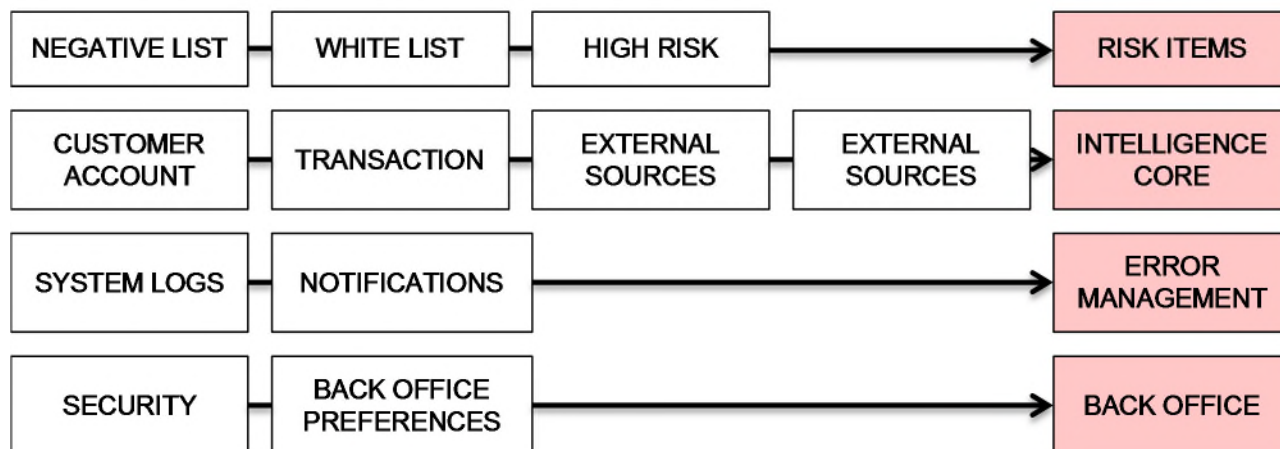 NEGATIVE LIST
WHITE LIST
HIGH RISK
RISK ITEMS
CUSTOMER
ACCOUNT
TRANSACTION
EXTERNAL
SOURCES
EXTERNAL
SOURCES
INTELLIGENCE
CORE
SYSTEM LOGS
NOTIFICATIONS
ERROR
MANAGEMENT
SECURITY
BACK OFFICE
PREFERENCES
BACK OFFICE